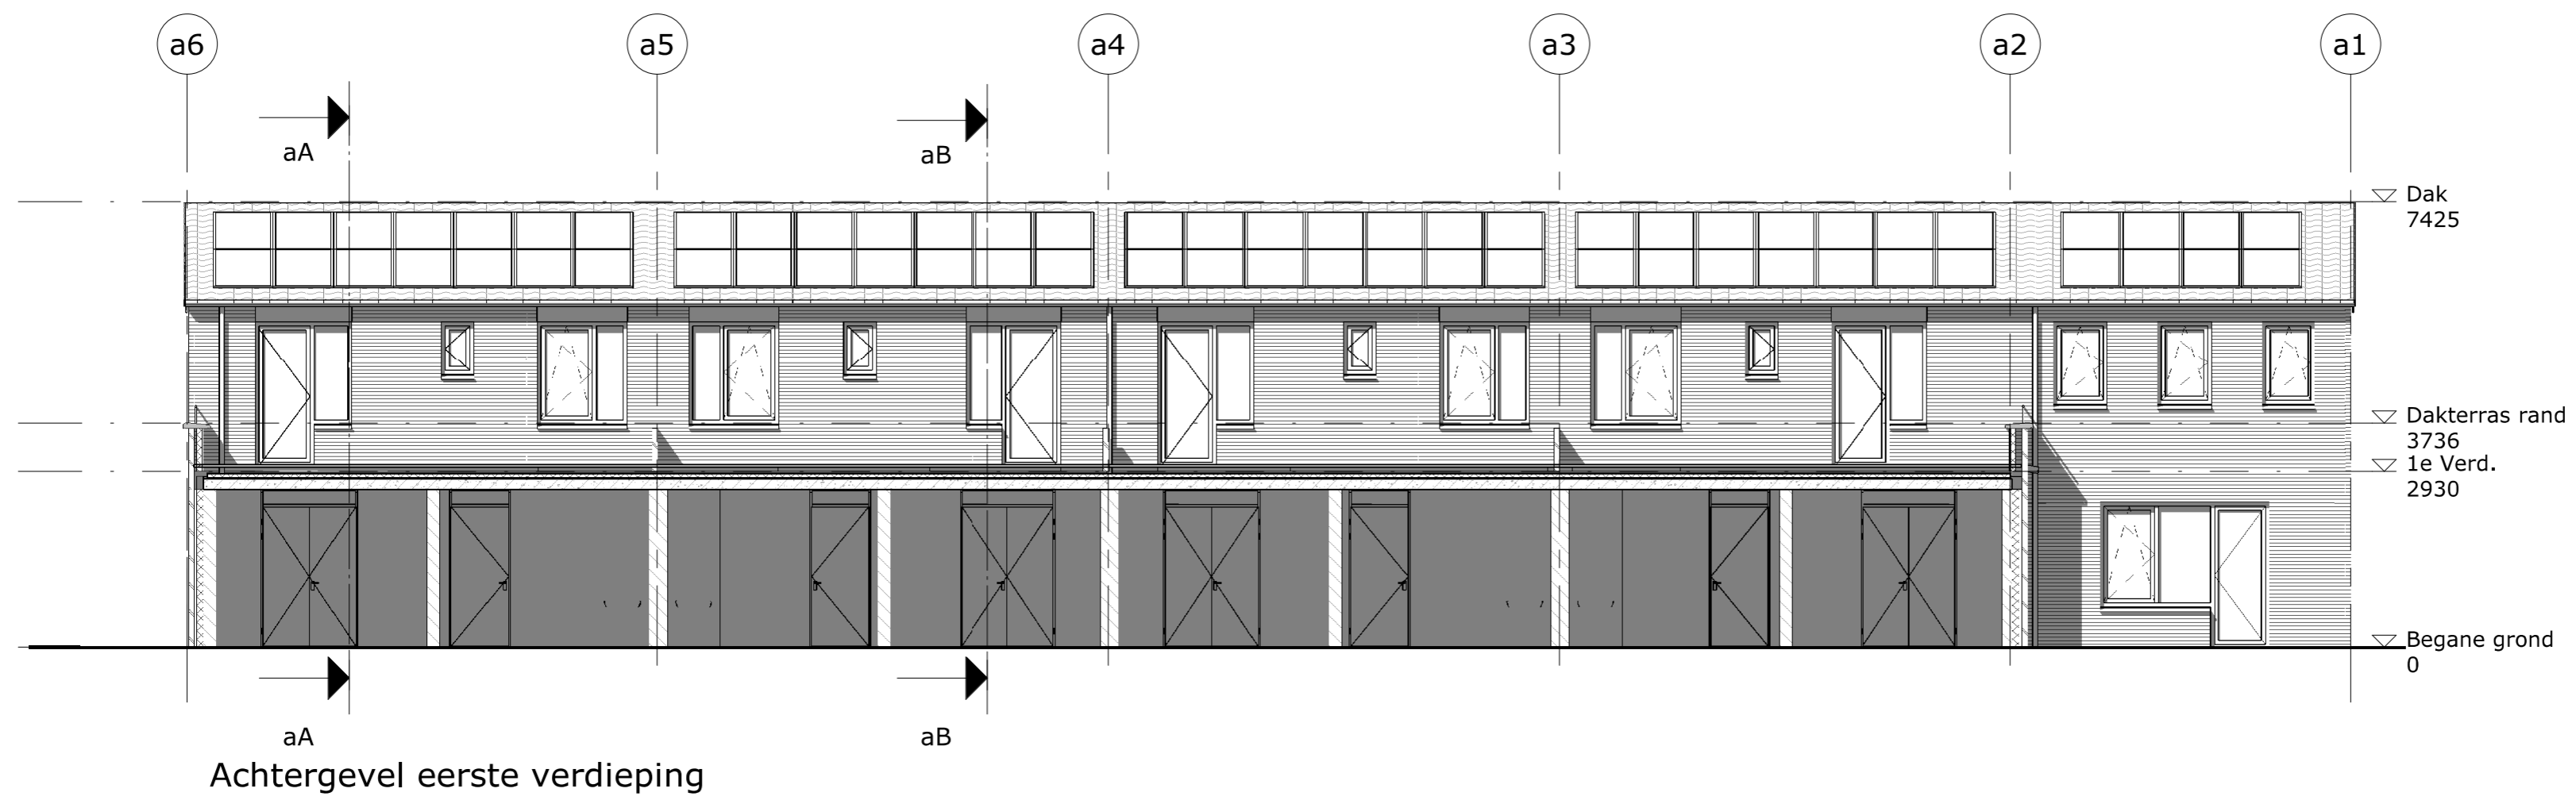 a6 a5 a4 a3 a2 a1
aA aB
Dak
7425
Dakterras rand
3736
1e Verd.
2930
Begane grond
0
aA aB
Achtergevel eerste verdieping